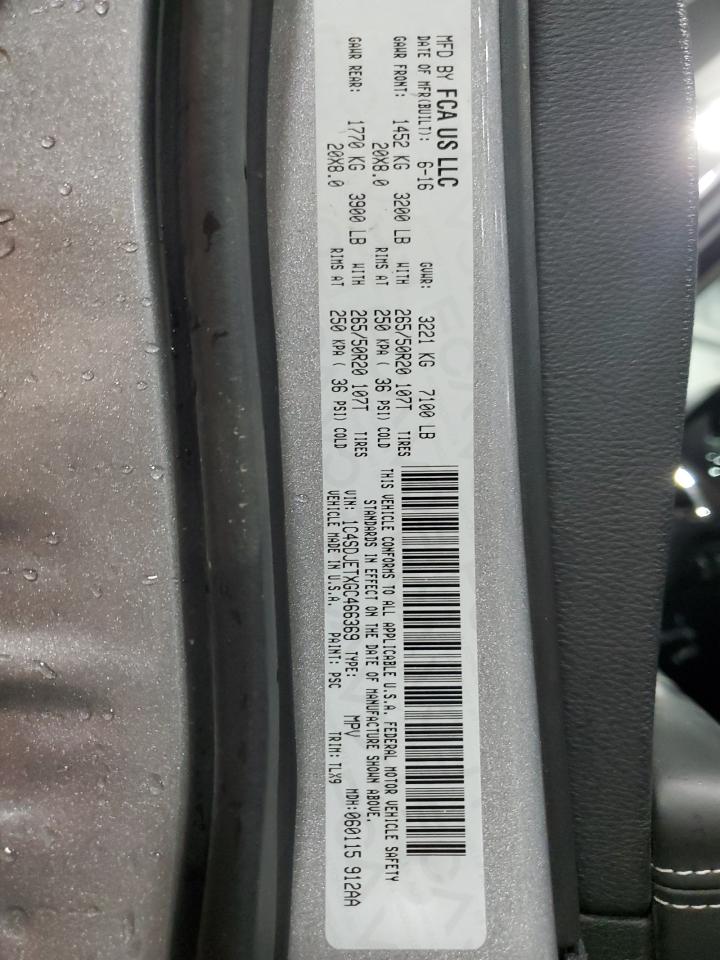 MFD BY FCA US LLC
DATE OF MFR(BUILT): 6-16 GVWR: 3221 KG 7100 LB
GAWR FRONT: 1452 KG 3200 LB WITH 265/50R20 107T TIRES
20X8.0 RIMS AT 250 KPA ( 36 PSI) COLD
GAWR REAR: 1770 KG 3900 LB WITH 265/50R20 107T TIRES
20X8.0 RIMS AT 250 KPA ( 36 PSI) COLD
THIS VEHICLE CONFORMS TO ALL APPLICABLE U.S.A. FEDERAL MOTOR VEHICLE SAFETY
STANDARDS IN EFFECT ON THE DATE OF MANUFACTURE SHOWN ABOVE.
VIN: 1C4SDJETXGC466369 TYPE: MPV MDH:060115 912AA
VEHICLE MADE IN U.S.A. PAINT: PSC TRIM: TLX9